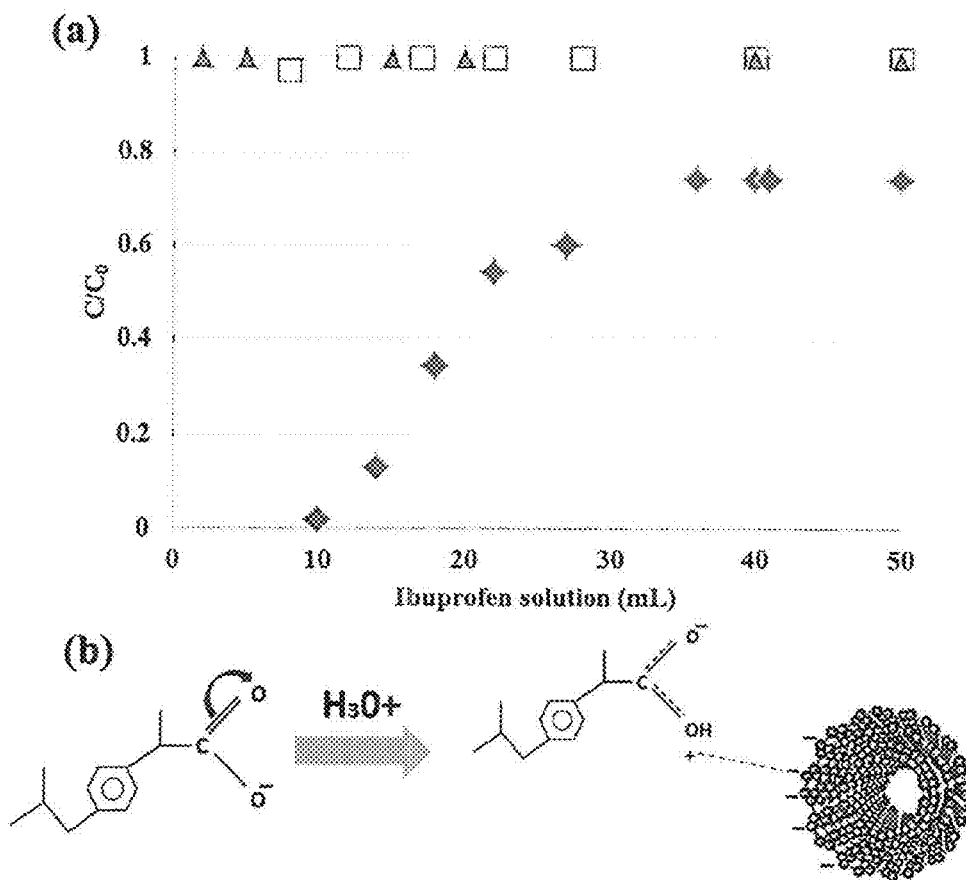 (a)
1
0.8
0.6
0.4
0.2
0
C/C₀
0 10 20 30 40 50
Ibuprofen solution (mL)
(b)
O
C
O⁻
H₃0+
O⁻
C
OH
+